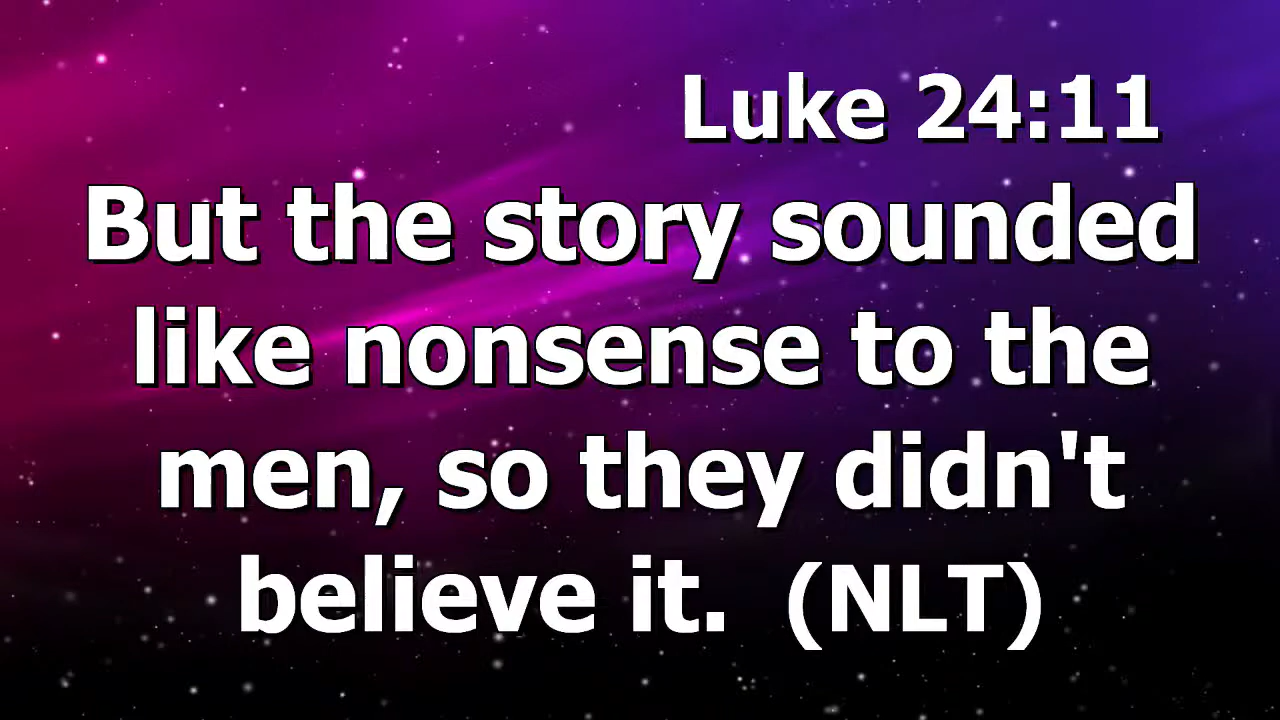 Luke 24:11
But the story sounded
like nonsense to the
men, so they didn't
believe it.  (NLT)